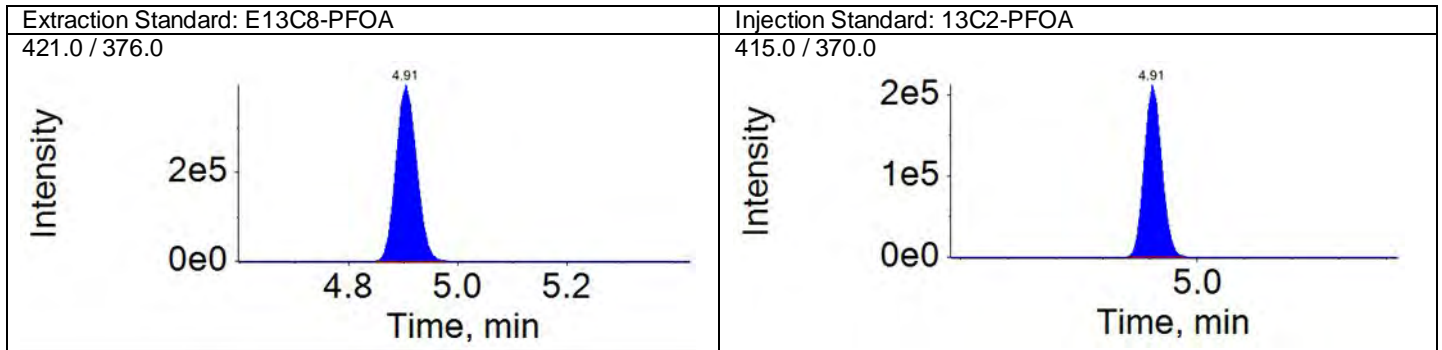 Extraction Standard: E13C8-PFOA
421.0 / 376.0
4.91
Intensity
2e5
0e0
4.8 5.0 5.2
Time, min
Injection Standard: 13C2-PFOA
415.0 / 370.0
4.91
Intensity
2e5
1e5
0e0
5.0
Time, min